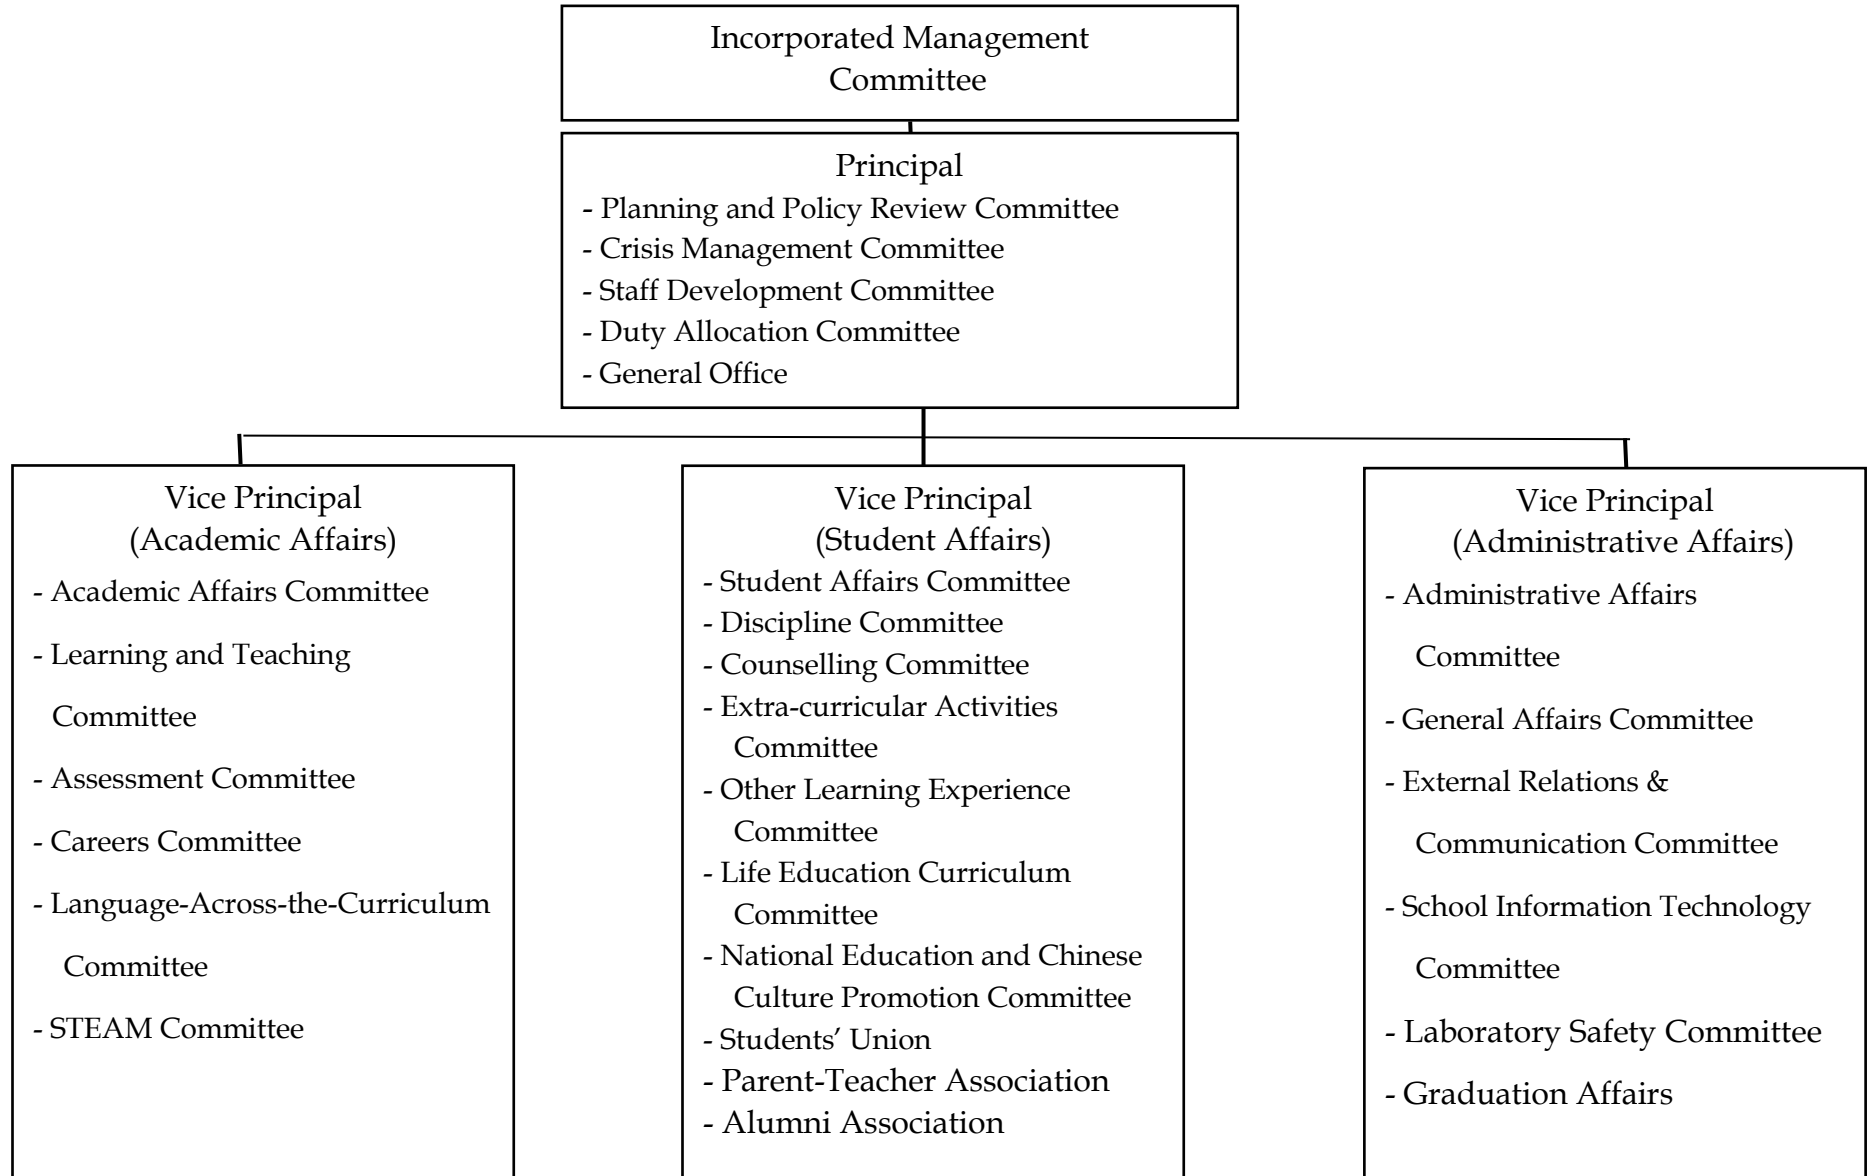 Incorporated Management
Committee
Principal
- Planning and Policy Review Committee
- Crisis Management Committee
- Staff Development Committee
- Duty Allocation Committee
- General Office
Vice Principal
(Academic Affairs)
- Academic Affairs Committee
- Learning and Teaching
Committee
- Assessment Committee
- Careers Committee
- Language-Across-the-Curriculum
Committee
- STEAM Committee
Vice Principal
(Student Affairs)
- Student Affairs Committee
- Discipline Committee
- Counselling Committee
- Extra-curricular Activities
Committee
- Other Learning Experience
Committee
- Life Education Curriculum
Committee
- National Education and Chinese
Culture Promotion Committee
- Students’ Union
- Parent-Teacher Association
- Alumni Association
Vice Principal
(Administrative Affairs)
- Administrative Affairs
Committee
- General Affairs Committee
- External Relations &
Communication Committee
- School Information Technology
Committee
- Laboratory Safety Committee
- Graduation Affairs